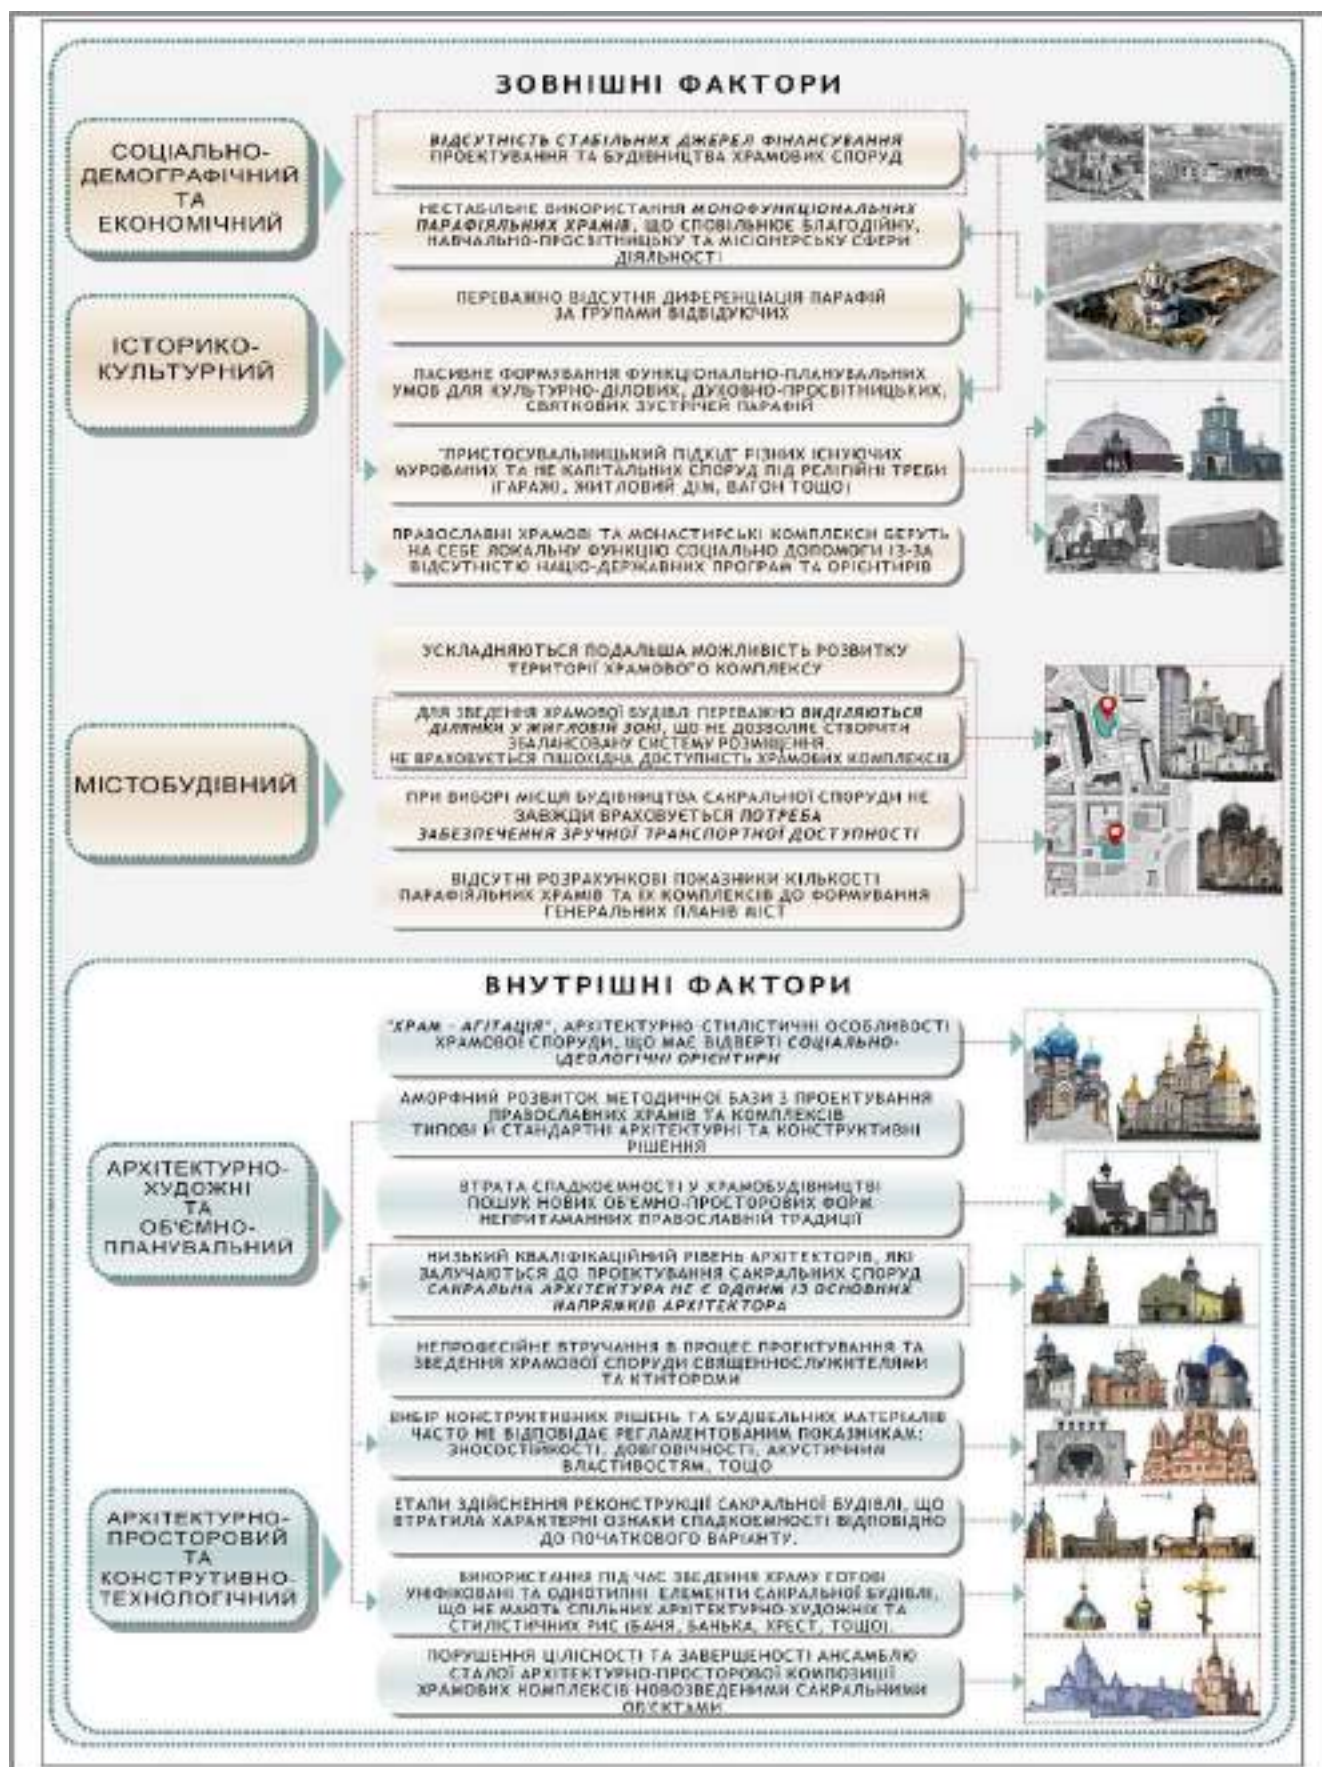 ЗОВНІШНІ ФАКТОРИ
СОЦІАЛЬНО-
ДЕМОГРАФІЧНИЙ
ТА
ЕКОНОМІЧНИЙ
ІСТОРИКО-
КУЛЬТУРНИЙ
ВІДСУТНІСТЬ СТАБІЛЬНИХ ДЖЕРЕЛ ФІНАНСУВАННЯ
ПРОЕКТУВАННЯ ТА БУДІВНИЦТВА ХРАМОВИХ СПОРУД
НЕСТАБІЛЬНЕ ВИКОРИСТАННЯ МОНОФУНКЦІОНАЛЬНИХ
ПАРАФІЯЛЬНИХ ХРАМІВ, ЩО СПОВІЛЬНЮЄ БЛАГОДІЙНУ,
НАВЧАЛЬНО-ПРОСВІТНИЦЬКУ ТА МІСІОНЕРСЬКУ СФЕРИ
ДІЯЛЬНОСТІ
ПЕРЕВАЖНО ВІДСУТНЯ ДИФЕРЕНЦІАЦІЯ ПАРАФІЙ
ЗА ГРУПАМИ ВІДВІДУЮЧИХ
ПАСИВНЕ ФОРМУВАННЯ ФУНКЦІОНАЛЬНО-ПЛАНУВАЛЬНИХ
УМОВ ДЛЯ КУЛЬТУРНО-ДІЛОВИХ, ДУХОВНО-ПРОСВІТНИЦЬКИХ,
СВЯТКОВИХ ЗУСТРІЧЕЙ ПАРАФІЙ
"ПРИСТОСУВАЛЬНИЦЬКИЙ ПІДХІД" РІЗНИХ ІСНУЮЧИХ
МУРОВАНИХ ТА НЕ КАПІТАЛЬНИХ СПОРУД ПІД РЕЛІГІЙНІ ТРЕБИ
(ГАРАЖІ, ЖИТЛОВИЙ ДІМ, ВАГОН ТОЩО)
ПРАВОСЛАВНІ ХРАМОВІ ТА МОНАСТИРСЬКІ КОМПЛЕКСИ БЕРУТЬ
НА СЕБЕ ЛОКАЛЬНУ ФУНКЦІЮ СОЦІАЛЬНО ДОПОМОГИ ІЗ-ЗА
ВІДСУТНІСТЮ НАЦІО-ДЕРЖАВНИХ ПРОГРАМ ТА ОРІЄНТИРІВ
МІСТОБУДІВНИЙ
УСКЛАДНЯЮТЬСЯ ПОДАЛЬША МОЖЛИВІСТЬ РОЗВИТКУ
ТЕРИТОРІЇ ХРАМОВОГО КОМПЛЕКСУ
ДЛЯ ЗВЕДЕННЯ ХРАМОВОЇ БУДІВЛІ ПЕРЕВАЖНО ВИДІЛЯЮТЬСЯ
ДІЛЯНКИ У ЖИТЛОВІЙ ЗОНІ, ЩО НЕ ДОЗВОЛЯЄ СТВОРИТИ
ЗБАЛАНСОВАНУ СИСТЕМУ РОЗМІЩЕННЯ.
НЕ ВРАХОВУЄТЬСЯ ПІШОХІДНА ДОСТУПНІСТЬ ХРАМОВИХ КОМПЛЕКСІВ
ПРИ ВИБОРІ МІСЦЯ БУДІВНИЦТВА САКРАЛЬНОЇ СПОРУДИ НЕ
ЗАВЖДИ ВРАХОВУЄТЬСЯ ПОТРЕБА
ЗАБЕЗПЕЧЕННЯ ЗРУЧНОЇ ТРАНСПОРТНОЇ ДОСТУПНОСТІ
ВІДСУТНІ РОЗРАХУНКОВІ ПОКАЗНИКИ КІЛЬКОСТІ
ПАРАФІЯЛЬНИХ ХРАМІВ ТА ЇХ КОМПЛЕКСІВ ДО ФОРМУВАННЯ
ГЕНЕРАЛЬНИХ ПЛАНІВ МІСТ
ВНУТРІШНІ ФАКТОРИ
АРХІТЕКТУРНО-
ХУДОЖНІ
ТА
ОБ'ЄМНО-
ПЛАНУВАЛЬНИЙ
"ХРАМ - АГІТАЦІЯ", АРХІТЕКТУРНО-СТИЛІСТИЧНІ ОСОБЛИВОСТІ
ХРАМОВОЇ СПОРУДИ, ЩО МАЄ ВІДВЕРТІ СОЦІАЛЬНО-
ІДЕОЛОГІЧНІ ОРІЄНТИРИ
АМОРФНИЙ РОЗВИТОК МЕТОДИЧНОЇ БАЗИ З ПРОЕКТУВАННЯ
ПРАВОСЛАВНИХ ХРАМІВ ТА КОМПЛЕКСІВ
ТИПОВІ Й СТАНДАРТНІ АРХІТЕКТУРНІ ТА КОНСТРУКТИВНІ
РІШЕННЯ
ВТРАТА СПАДКОЄМНОСТІ У ХРАМОБУДІВНИЦТВІ
ПОШУК НОВИХ ОБ'ЄМНО-ПРОСТОРОВИХ ФОРМ
НЕПРИТАМАННИХ ПРАВОСЛАВНІЙ ТРАДИЦІЇ
НИЗЬКИЙ КВАЛІФІКАЦІЙНИЙ РІВЕНЬ АРХІТЕКТОРІВ, ЯКІ
ЗАЛУЧАЮТЬСЯ ДО ПРОЕКТУВАННЯ САКРАЛЬНИХ СПОРУД
САКРАЛЬНА АРХІТЕКТУРА НЕ Є ОДНИМ ІЗ ОСНОВНИХ
НАПРЯМКІВ АРХІТЕКТОРА
НЕПРОФЕСІЙНЕ ВТРУЧАННЯ В ПРОЦЕС ПРОЕКТУВАННЯ ТА
ЗВЕДЕННЯ ХРАМОВОЇ СПОРУДИ СВЯЩЕННОСЛУЖИТЕЛЯМИ
ТА КТИТОРОМИ
АРХІТЕКТУРНО-
ПРОСТОРОВИЙ
ТА
КОНСТРУТИВНО-
ТЕХНОЛОГІЧНИЙ
ВИБІР КОНСТРУКТИВНИХ РІШЕНЬ ТА БУДІВЕЛЬНИХ МАТЕРІАЛІВ
ЧАСТО НЕ ВІДПОВІДАЄ РЕГЛАМЕНТОВАНИМ ПОКАЗНИКАМ:
ЗНОСОСТІЙКОСТІ, ДОВГОВІЧНОСТІ, АКУСТИЧНИМ
ВЛАСТИВОСТЯМ, ТОЩО
ЕТАПИ ЗДІЙСНЕННЯ РЕКОНСТРУКЦІЇ САКРАЛЬНОЇ БУДІВЛІ, ЩО
ВТРАТИЛА ХАРАКТЕРНІ ОЗНАКИ СПАДКОЄМНОСТІ ВІДПОВІДНО
ДО ПОЧАТКОВОГО ВАРІАНТУ.
ВИКОРИСТАННЯ ПІД ЧАС ЗВЕДЕННЯ ХРАМУ ГОТОВІ
УНІФІКОВАНІ ТА ОДНОТИПНІ ЕЛЕМЕНТИ САКРАЛЬНОЇ БУДІВЛІ,
ЩО НЕ МАЮТЬ СПІЛЬНИХ АРХІТЕКТУРНО-ХУДОЖНІХ ТА
СТИЛІСТИЧНИХ РИС (БАНЯ, БАНЬКА, ХРЕСТ, ТОЩО).
ПОРУШЕННЯ ЦІЛІСНОСТІ ТА ЗАВЕРШЕНОСТІ АНСАМБЛЮ
СТАЛОЇ АРХІТЕКТУРНО-ПРОСТОРОВОЇ КОМПОЗИЦІЇ
ХРАМОВИХ КОМПЛЕКСІВ НОВОЗВЕДЕНИМИ САКРАЛЬНИМИ
ОБ'ЄКТАМИ